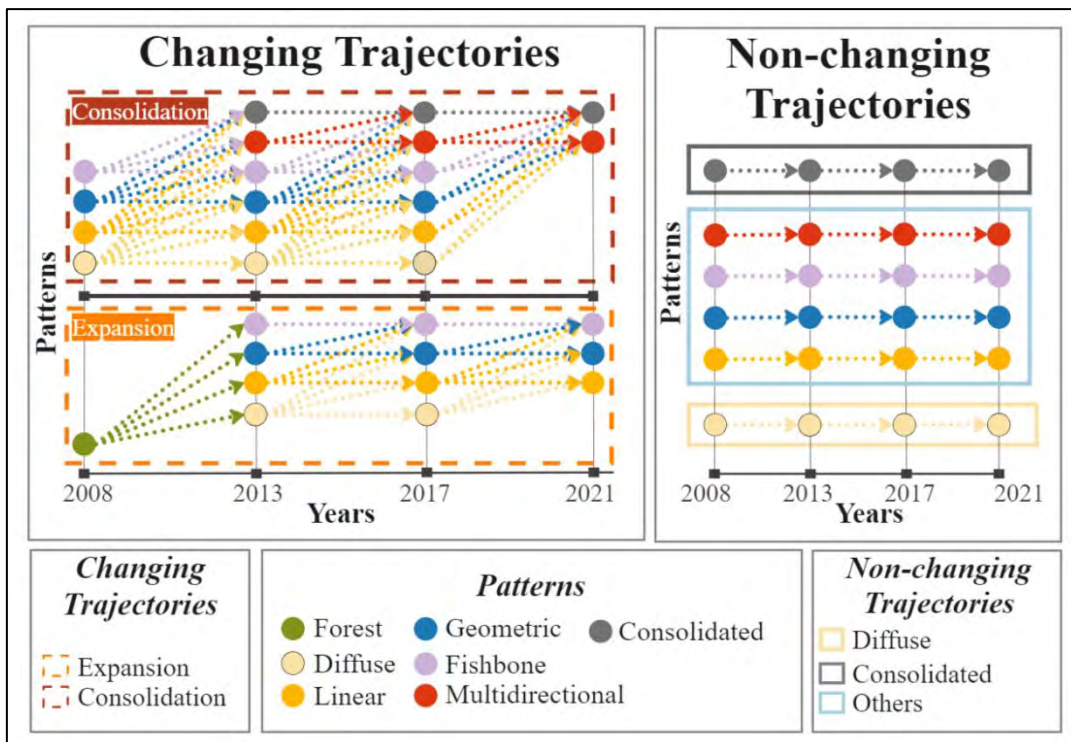 Changing Trajectories
Consolidation
Patterns
Expansion
2008
2013
2017
2021
Years
Non-changing
Trajectories
Patterns
2008
2013
2017
2021
Years
Changing
Trajectories
Expansion
Consolidation
Patterns
Forest
Geometric
Consolidated
Diffuse
Fishbone
Linear
Multidirectional
Non-changing
Trajectories
Diffuse
Consolidated
Others